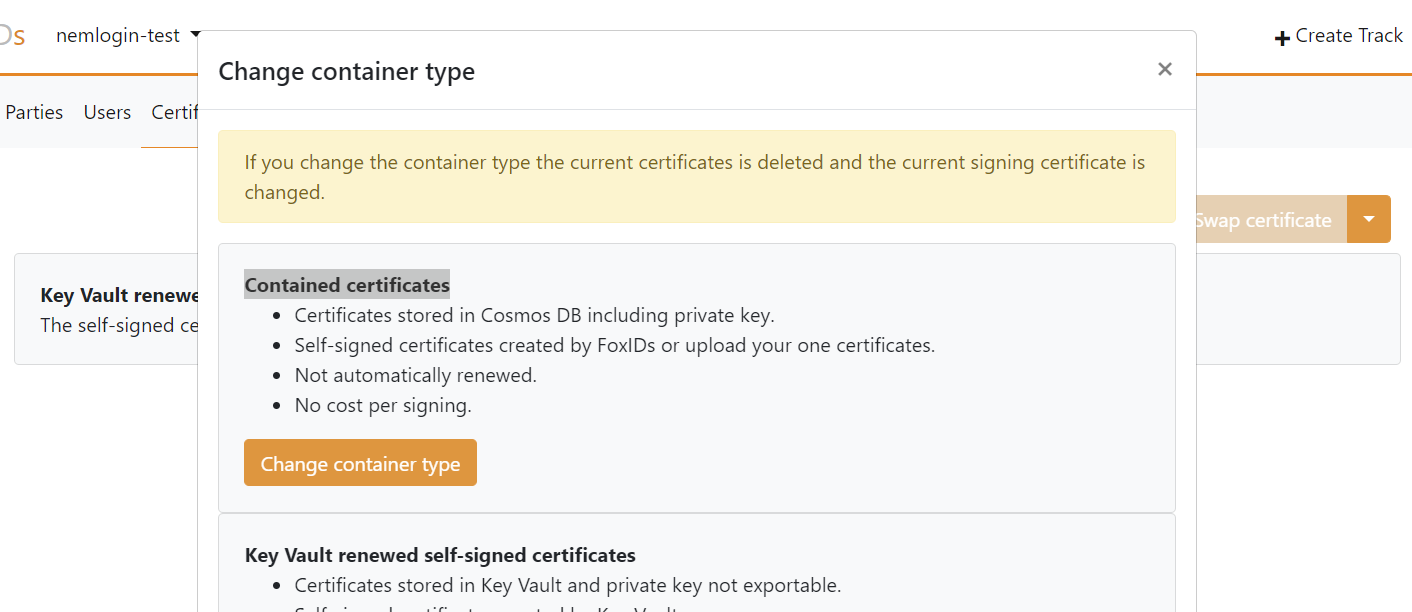 Ds nemlogin-test
Create Track
Change container type
×
Parties Users Certif
If you change the container type the current certificates is deleted and the current signing certificate is
changed.
Swap certificate
Contained certificates
Key Vault renewe
The self-signed ce
• Certificates stored in Cosmos DB including private key.
• Self-signed certificates created by FoxIDs or upload your one certificates.
• Not automatically renewed.
• No cost per signing.
Change container type
Key Vault renewed self-signed certificates
• Certificates stored in Key Vault and private key not exportable.